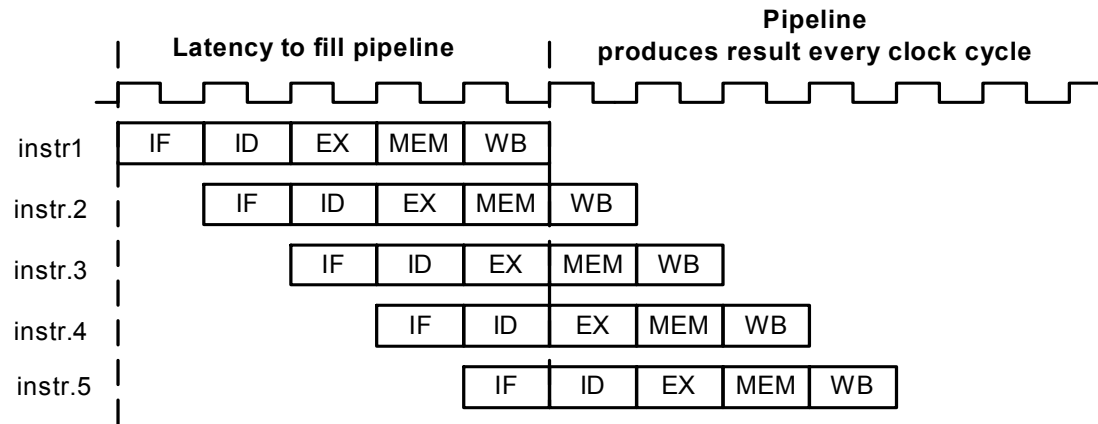 Pipeline
Latency to fill pipeline
produces result every clock cycle
instr1 IF ID EX MEM WB
instr.2 IF ID EX MEM WB
instr.3 IF ID EX MEM WB
instr.4 IF ID EX MEM WB
instr.5 IF ID EX MEM WB